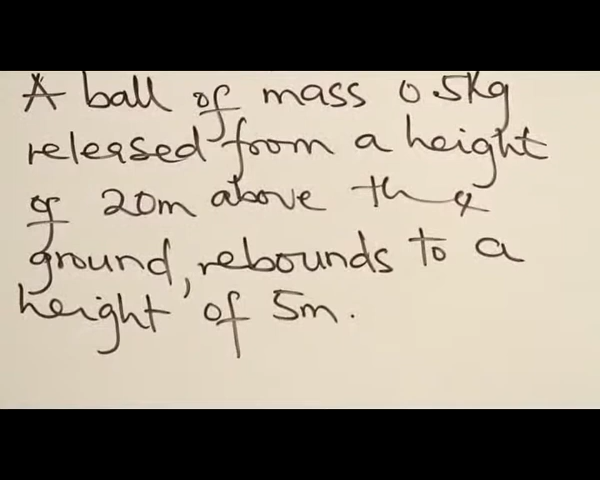 A ball of mass 0.5kg
released from a height
of 20m above the
ground, rebounds to a
height of 5m.